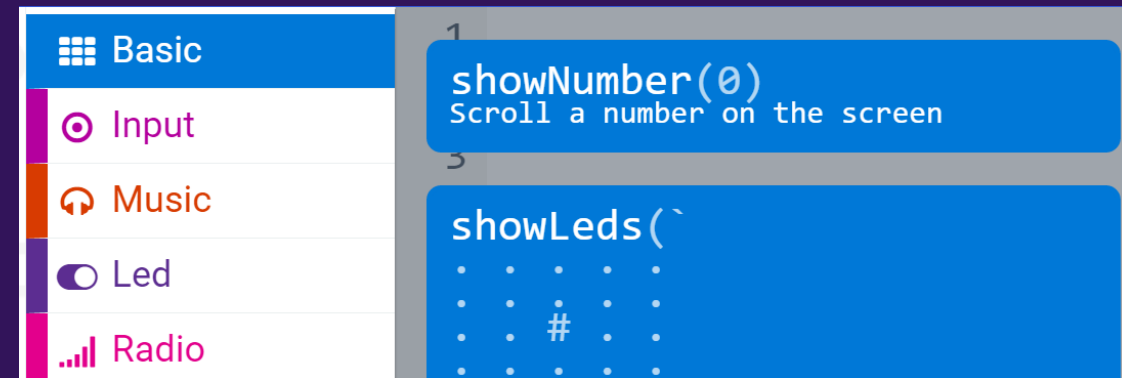 Basic
Input
Music
Led
Radio
1
showNumber(0)
Scroll a number on the screen
3
showLeds(`
. . . . .
. . . . .
. . # . .
. . . . .